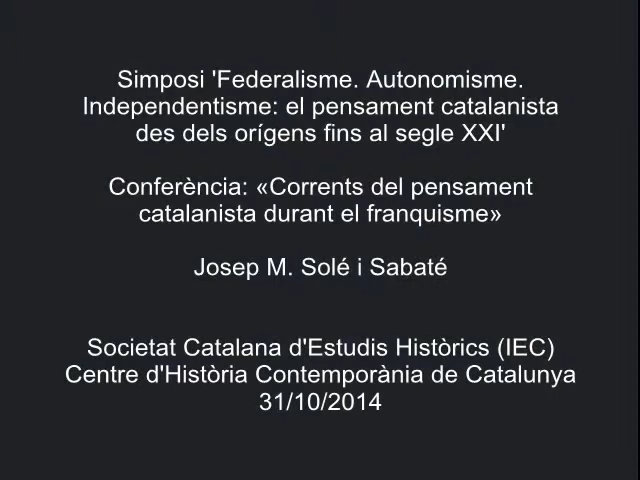 Simposi 'Federalisme. Autonomisme.
Independentisme: el pensament catalanista
des dels orígens fins al segle XXI'
Conferència: «Corrents del pensament
catalanista durant el franquisme»
Josep M. Solé i Sabaté
Societat Catalana d'Estudis Històrics (IEC)
Centre d'Història Contemporània de Catalunya
31/10/2014